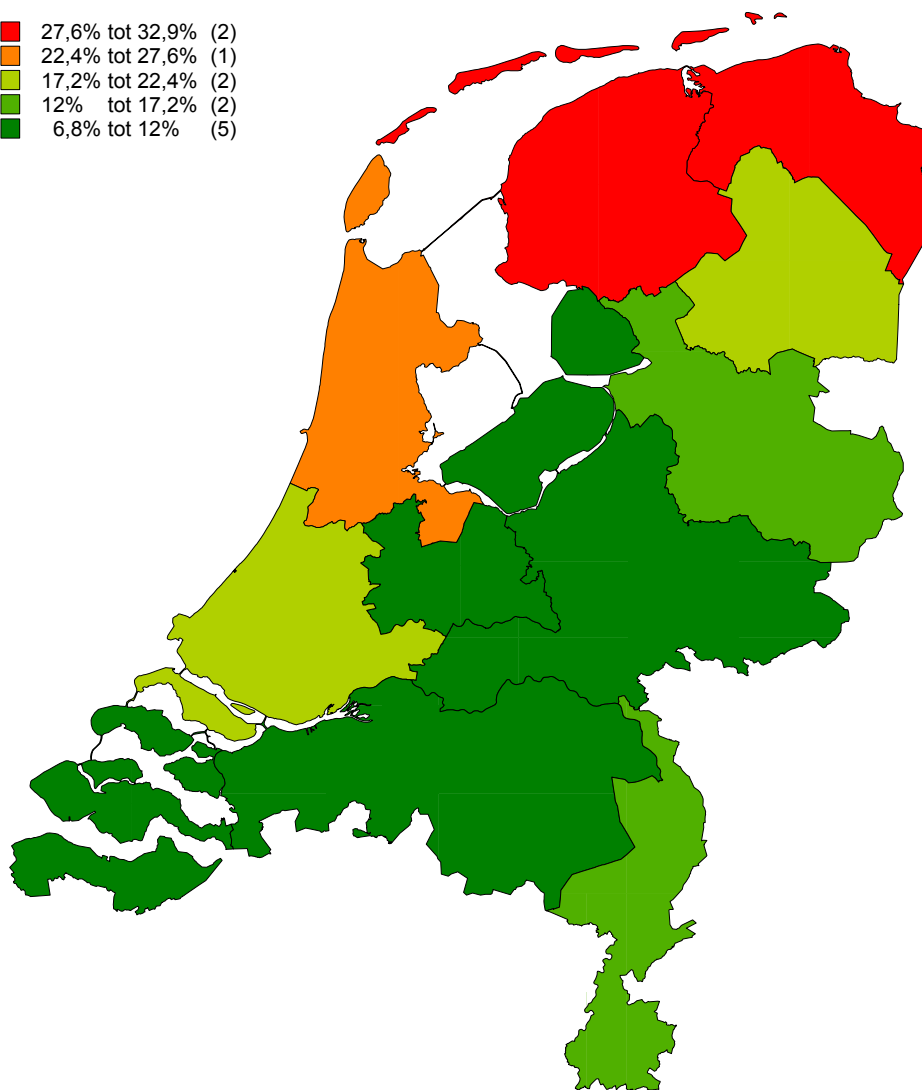 27,6% tot 32,9% (2)
22,4% tot 27,6% (1)
17,2% tot 22,4% (2)
12% tot 17,2% (2)
6,8% tot 12% (5)